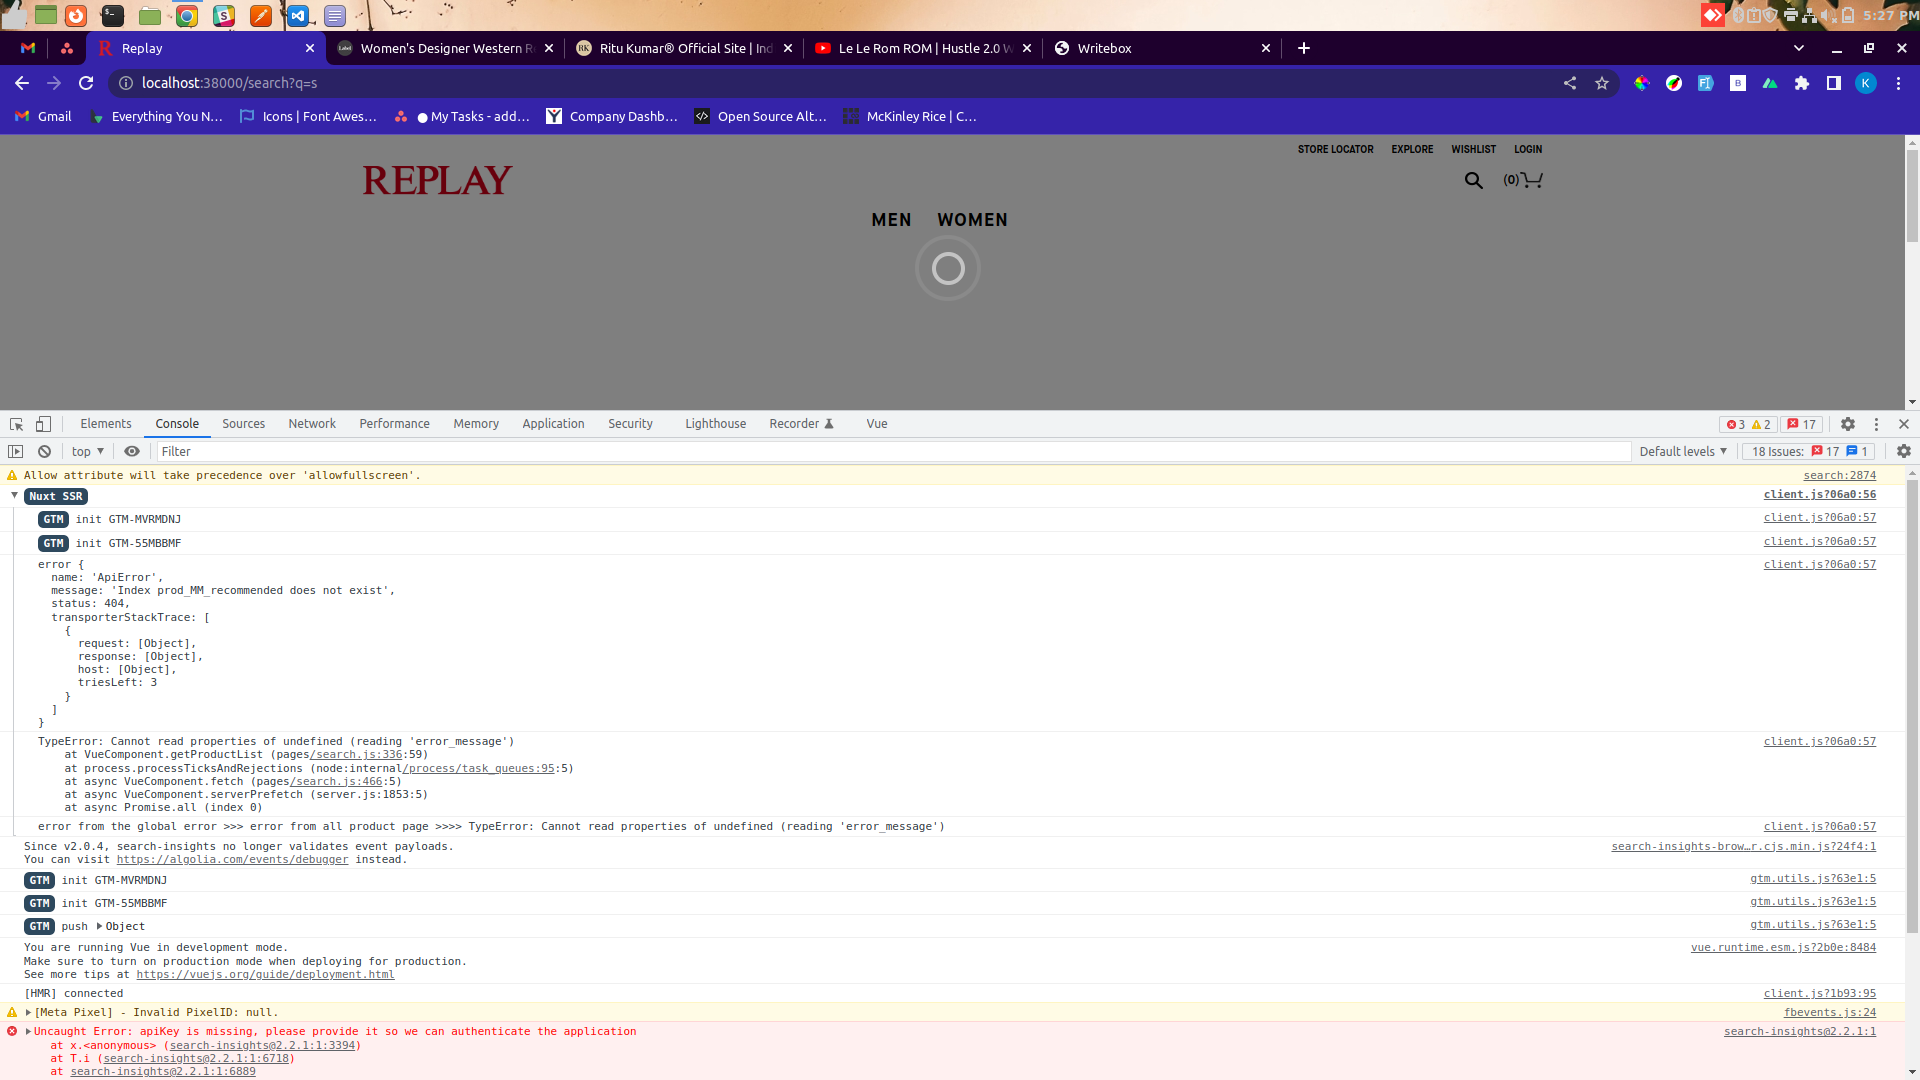 5:27 PM
Replay
Women's Designer Western R
Ritu Kumar® Official Site | Ind
Le Le Rom ROM | Hustle 2.0 W
Writebox
localhost:38000/search?q=s
K
Gmail
Everything You N…
Icons | Font Awes…
My Tasks - add…
Company Dashb…
Open Source Alt…
McKinley Rice | C…
STORE LOCATOR EXPLORE WISHLIST LOGIN
REPLAY
(0)
MEN WOMEN
Elements Console Sources Network Performance Memory Application Security Lighthouse Recorder Vue 3 2 17
top Filter Default levels 18 Issues: 17 1
Allow attribute will take precedence over 'allowfullscreen'. search:2874
Nuxt SSR client.js?06a0:56
GTM init GTM-MVRMDNJ client.js?06a0:57
GTM init GTM-55MBBMF client.js?06a0:57
error { client.js?06a0:57
name: 'ApiError',
message: 'Index prod_MM_recommended does not exist',
status: 404,
transporterStackTrace: [
{
request: [Object],
response: [Object],
host: [Object],
triesLeft: 3
}
]
}
TypeError: Cannot read properties of undefined (reading 'error_message') client.js?06a0:57
at VueComponent.getProductList (pages/search.js:336:59)
at process.processTicksAndRejections (node:internal/process/task_queues:95:5)
at async VueComponent.fetch (pages/search.js:466:5)
at async VueComponent.serverPrefetch (server.js:1853:5)
at async Promise.all (index 0)
error from the global error >>> error from all product page >>>> TypeError: Cannot read properties of undefined (reading 'error_message') client.js?06a0:57
Since v2.0.4, search-insights no longer validates event payloads. search-insights-brow…r.cjs.min.js?24f4:1
You can visit https://algolia.com/events/debugger instead.
GTM init GTM-MVRMDNJ gtm.utils.js?63e1:5
GTM init GTM-55MBBMF gtm.utils.js?63e1:5
GTM push Object gtm.utils.js?63e1:5
You are running Vue in development mode. vue.runtime.esm.js?2b0e:8484
Make sure to turn on production mode when deploying for production.
See more tips at https://vuejs.org/guide/deployment.html
[HMR] connected client.js?1b93:95
[Meta Pixel] - Invalid PixelID: null. fbevents.js:24
Uncaught Error: apiKey is missing, please provide it so we can authenticate the application search-insights@2.2.1:1
at x.<anonymous> (search-insights@2.2.1:1:3394)
at T.i (search-insights@2.2.1:1:6718)
at search-insights@2.2.1:1:6889